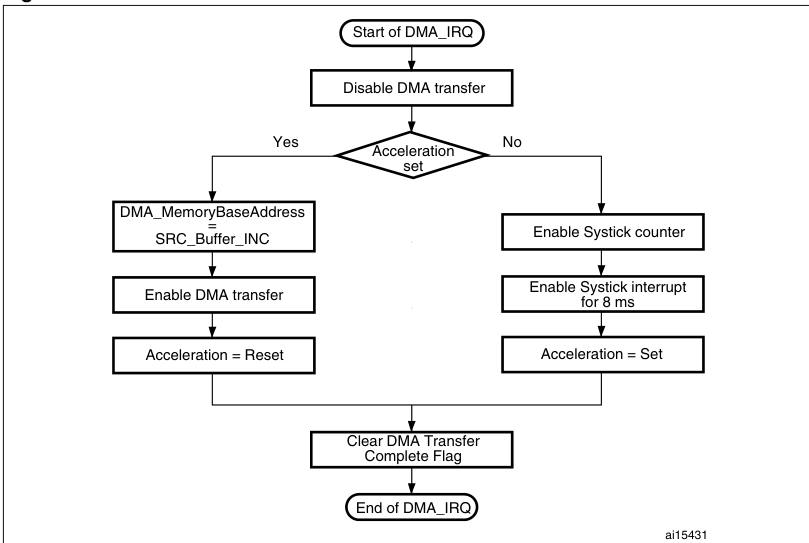 Start of DMA_IRQ
Disable DMA transfer
Yes
No
Acceleration
set
DMA_MemoryBaseAddress
=
SRC_Buffer_INC
Enable Systick counter
Enable DMA transfer
Enable Systick interrupt
for 8 ms
Acceleration = Reset
Acceleration = Set
Clear DMA Transfer
Complete Flag
End of DMA_IRQ
ai15431